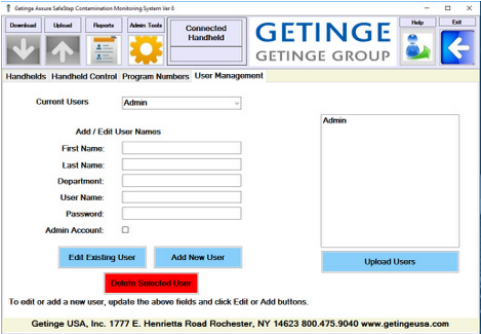 Getinge Assure SafeStep Contamination Monitoring System Ver 6
Download Upload Reports Admin Tools Connected Handheld Help Exit
GETINGE
GETINGE GROUP
Handhelds Handheld Control Program Numbers User Management
Current Users Admin
Add / Edit User Names
First Name:
Last Name:
Department:
User Name:
Password:
Admin Account:
Edit Existing User Add New User
Delete Selected User
Admin
Upload Users
To edit or add a new user, update the above fields and click Edit or Add buttons.
Getinge USA, Inc. 1777 E. Henrietta Road Rochester, NY 14623 800.475.9040 www.getingeusa.com